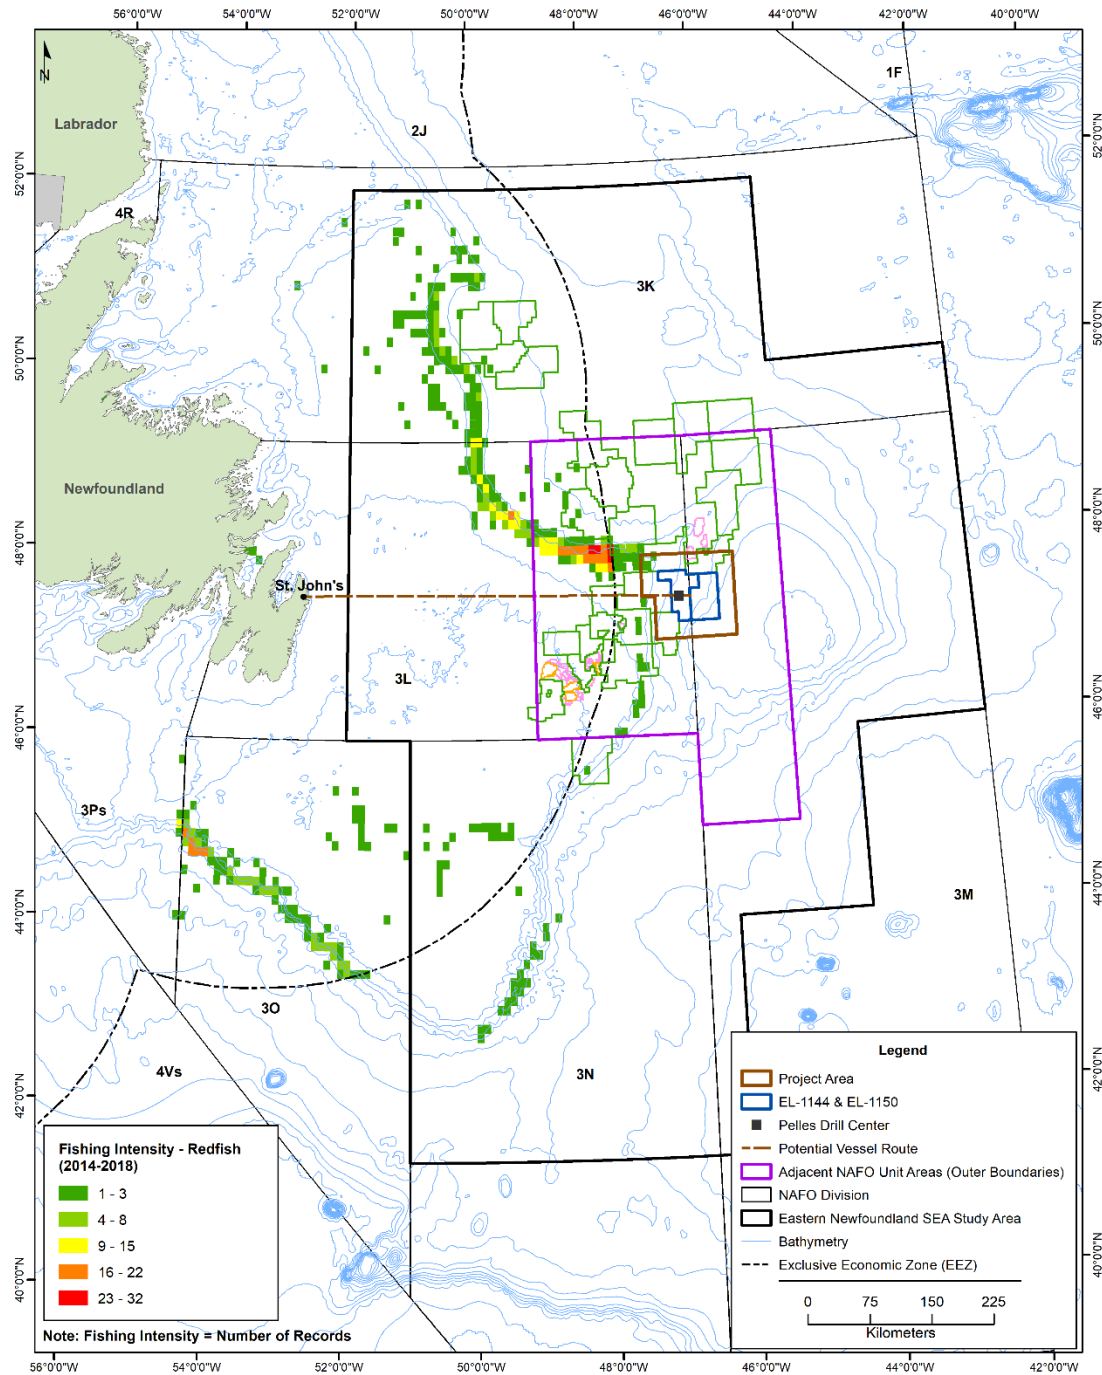 56°0'0"W
54°0'0"W
52°0'0"W
50°0'0"W
48°0'0"W
46°0'0"W
44°0'0"W
42°0'0"W
40°0'0"W
N
1F
Labrador
2J
52°0'0"N
52°0'0"N
4R
3K
50°0'0"N
50°0'0"N
Newfoundland
48°0'0"N
48°0'0"N
St. John's
3L
46°0'0"N
46°0'0"N
3Ps
44°0'0"N
44°0'0"N
3M
3O
4Vs
3N
42°0'0"N
42°0'0"N
40°0'0"N
40°0'0"N
Fishing Intensity - Redfish
(2014-2018)
1 - 3
4 - 8
9 - 15
16 - 22
23 - 32
Note: Fishing Intensity = Number of Records
Legend
Project Area
EL-1144 & EL-1150
Pelles Drill Center
Potential Vessel Route
Adjacent NAFO Unit Areas (Outer Boundaries)
NAFO Division
Eastern Newfoundland SEA Study Area
Bathymetry
Exclusive Economic Zone (EEZ)
0 75 150 225
Kilometers
56°0'0"W
54°0'0"W
52°0'0"W
50°0'0"W
48°0'0"W
46°0'0"W
44°0'0"W
42°0'0"W